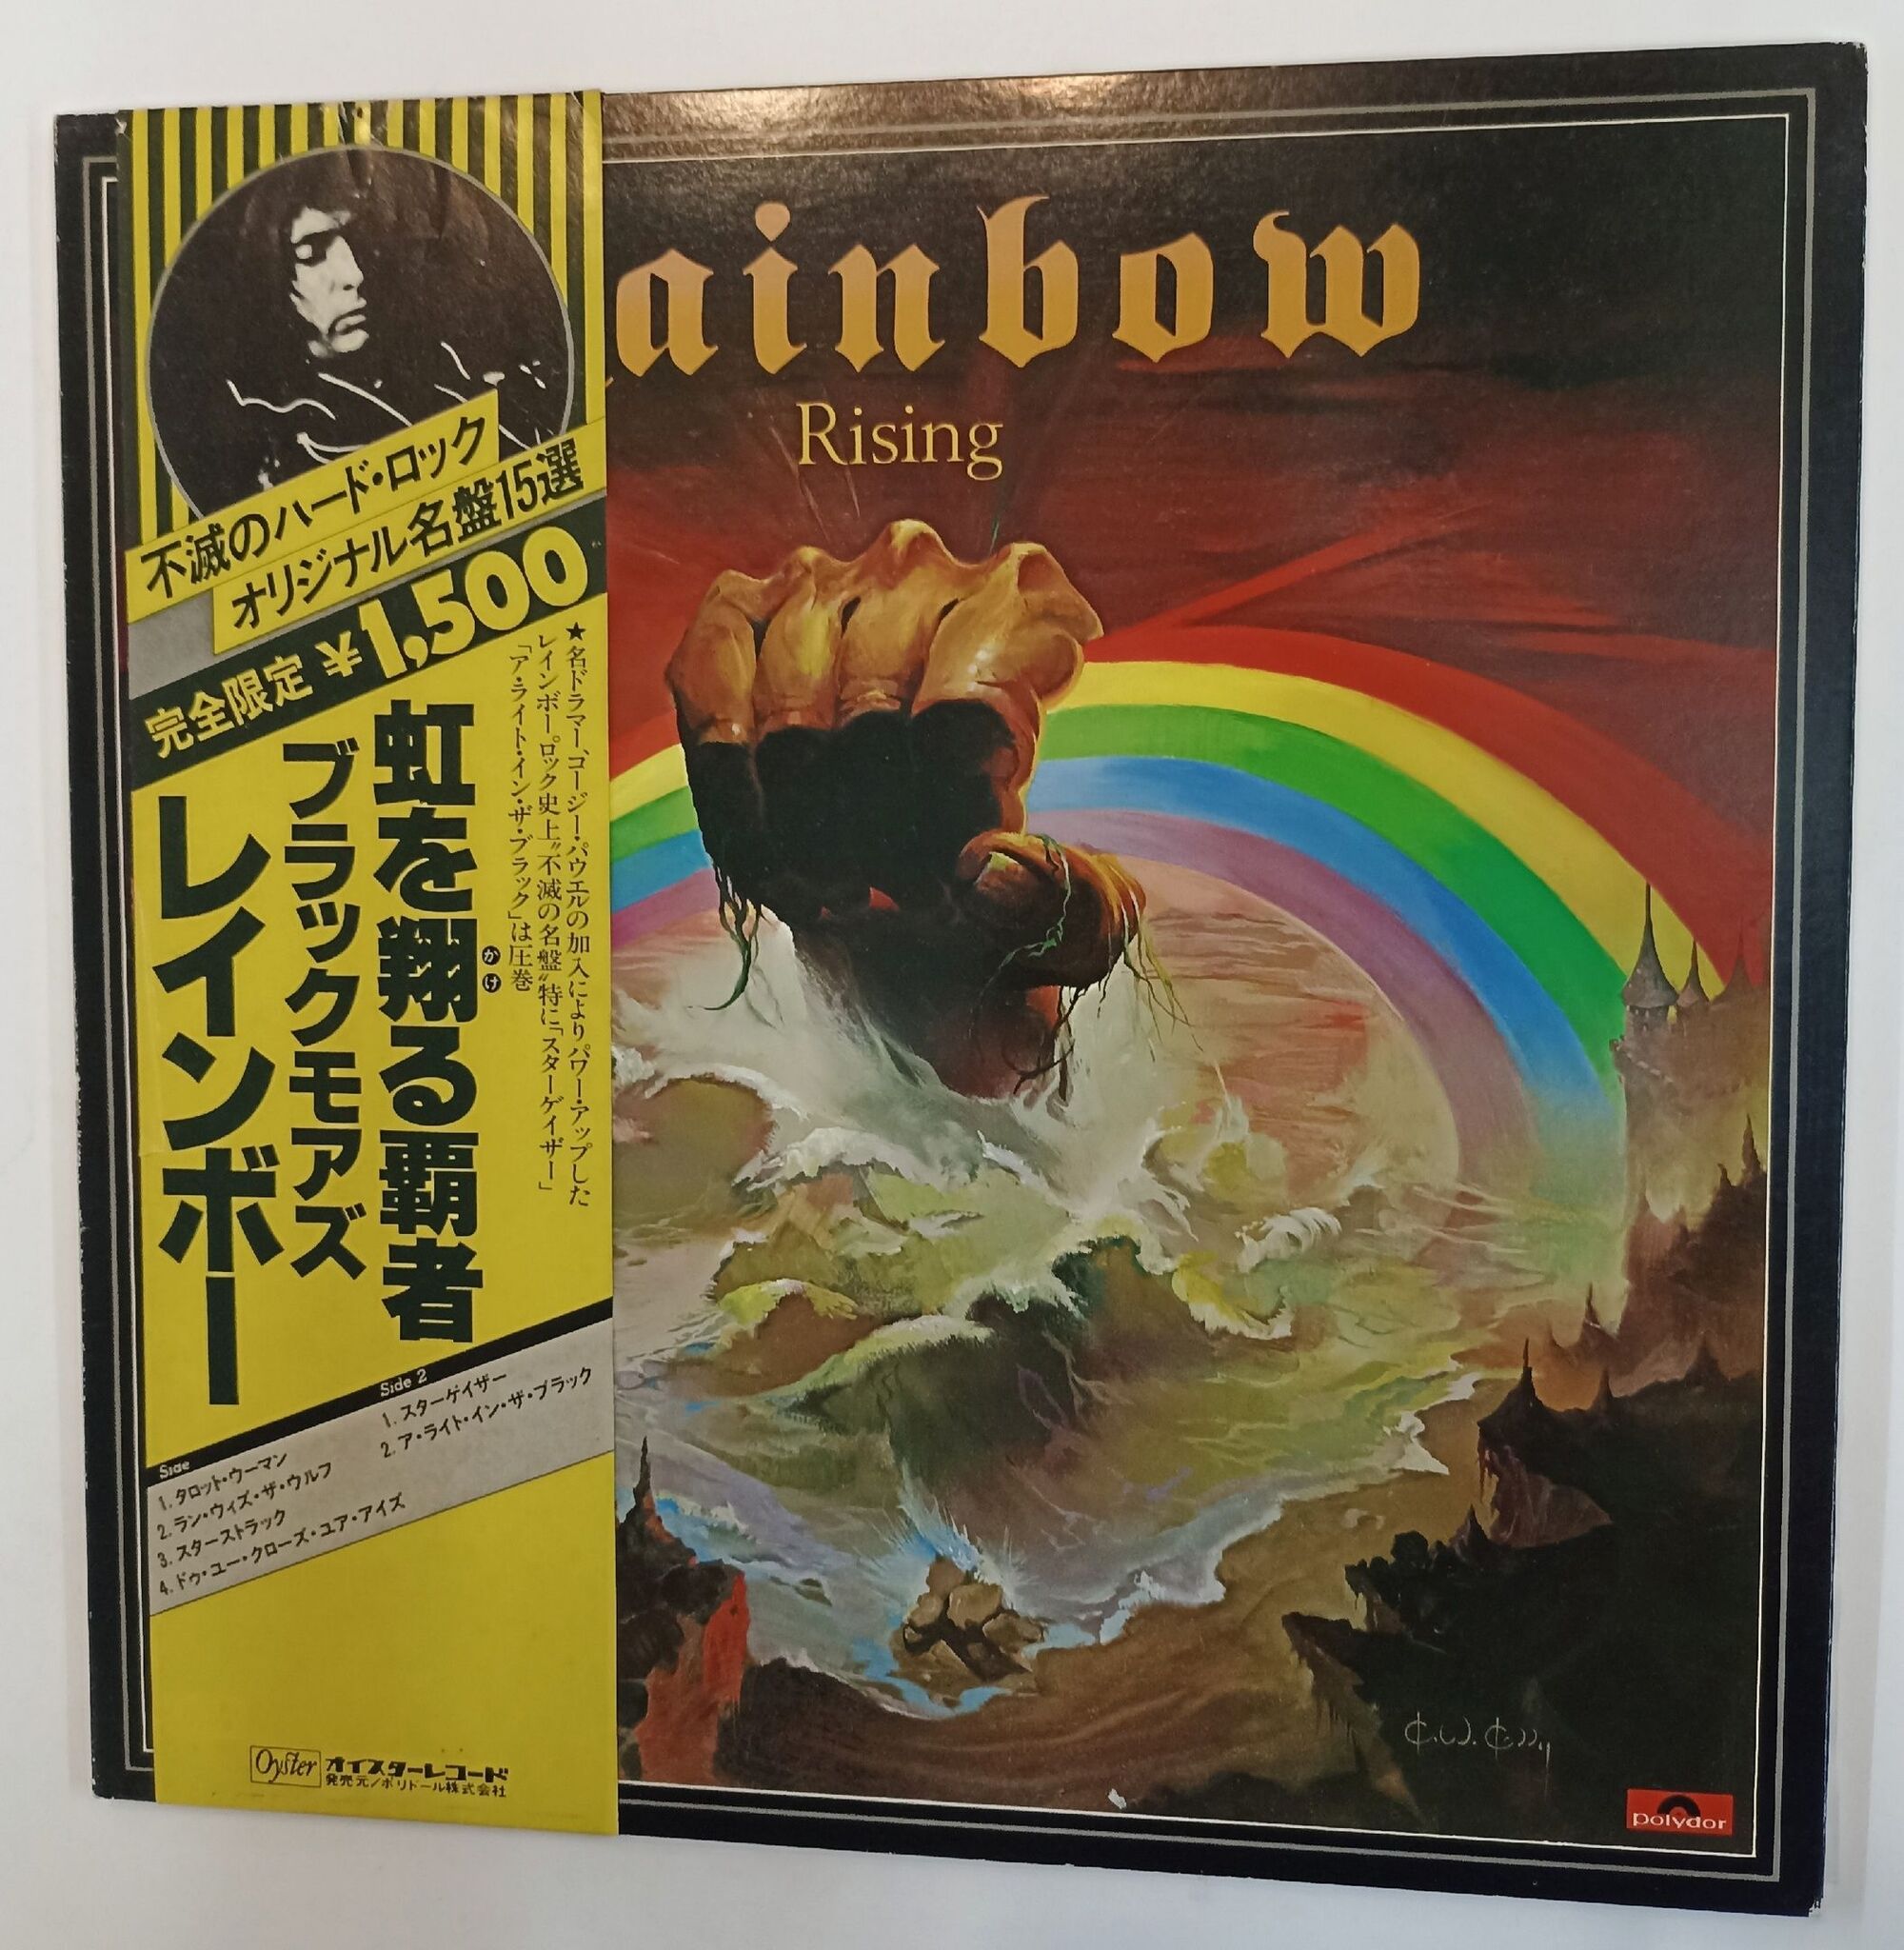 ainbow
Rising
不滅のハード・ロック
オリジナル名盤15選
完全限定 ¥1,500
★名ドラマー、コージー・パウエルの加入によりパワー・アップした
レインボー。ロック史上〝不滅の名盤〟特に「スターゲイザー」
「ア・ライト・イン・ザ・ブラック」は圧巻
虹を翔る覇者
かけ
ブラックモアズ
レインボー
Side
1. タロット・ウーマン
2. ラン・ウィズ・ザ・ウルフ
3. スターストラック
4. ドゥ・ユー・クローズ・ユア・アイズ
Side 2
1. スターゲイザー
2. ア・ライト・イン・ザ・ブラック
Oyster オイスターレコード
発売元/ポリドール株式会社
polydor